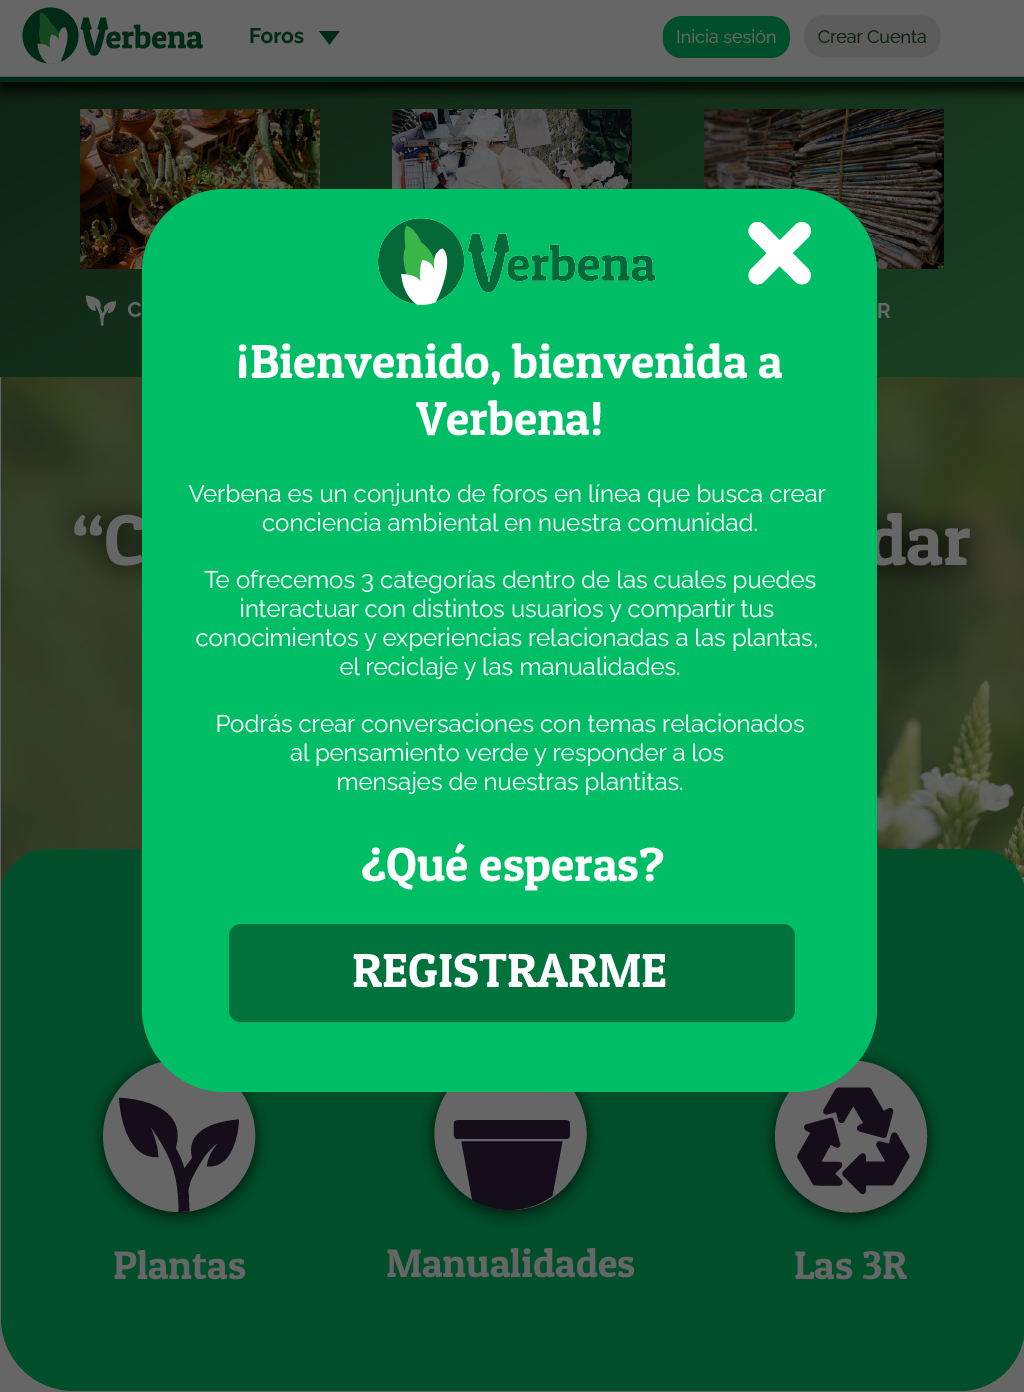 Verbena
Foros
Inicia sesión
Crear Cuenta
Verbena
¡Bienvenido, bienvenida a
Verbena!
Verbena es un conjunto de foros en línea que busca crear
conciencia ambiental en nuestra comunidad.
Te ofrecemos 3 categorías dentro de las cuales puedes
interactuar con distintos usuarios y compartir tus
conocimientos y experiencias relacionadas a las plantas,
el reciclaje y las manualidades.
Podrás crear conversaciones con temas relacionados
al pensamiento verde y responder a los
mensajes de nuestras plantitas.
¿Qué esperas?
REGISTRARME
Plantas
Manualidades
Las 3R